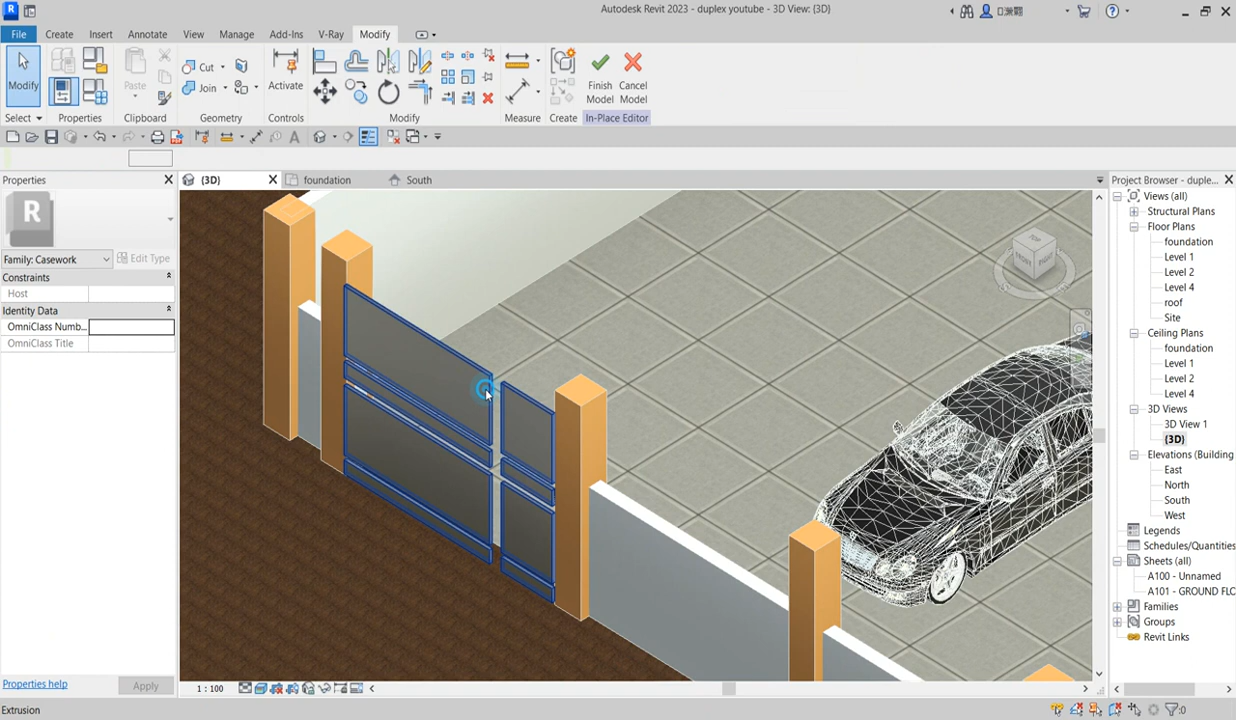 R
Autodesk Revit 2023 - duplex youtube - 3D View: {3D}
File
Create
Insert
Annotate
View
Manage
Add-Ins
V-Ray
Modify
Modify
Paste
Cut
Join
Activate
Finish Model
Cancel Model
Select
Properties
Clipboard
Geometry
Controls
Modify
Measure
Create
In-Place Editor
Properties
{3D}
foundation
South
Project Browser - duple...
R
Family: Casework
Edit Type
Constraints
Host
Identity Data
OmniClass Numb...
OmniClass Title
Properties help
Apply
TOP
FRONT
RIGHT
Views (all)
Structural Plans
Floor Plans
foundation
Level 1
Level 2
Level 4
roof
Site
Ceiling Plans
foundation
Level 1
Level 2
Level 4
3D Views
3D View 1
{3D}
Elevations (Building
East
North
South
West
Legends
Schedules/Quantities
Sheets (all)
A100 - Unnamed
A101 - GROUND FLC
Families
Groups
Revit Links
1 : 100
Extrusion
:0